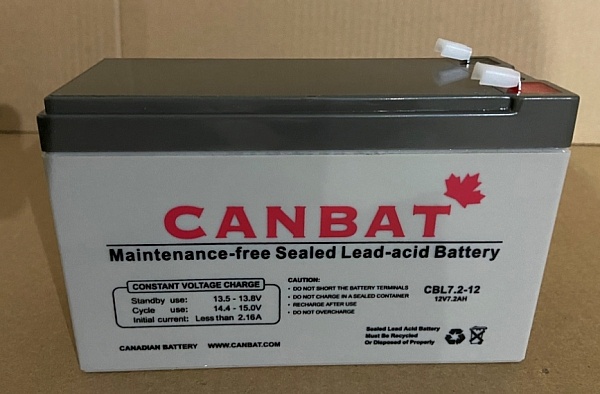 CANBAT
Maintenance-free Sealed Lead-acid Battery
CONSTANT VOLTAGE CHARGE
Standby use: 13.5 - 13.8V
Cycle use: 14.4 - 15.0V
Initial current: Less than 2.16A
CAUTION:
• DO NOT SHORT THE BATTERY TERMINALS
• DO NOT CHARGE IN A SEALED CONTAINER
• RECHARGE AFTER USE
• DO NOT OVERCHARGE
CBL7.2-12
12V7.2AH
Sealed Lead Acid Battery
Must Be Recycled
Or Disposed of Properly
CANADIAN BATTERY WWW.CANBAT.COM